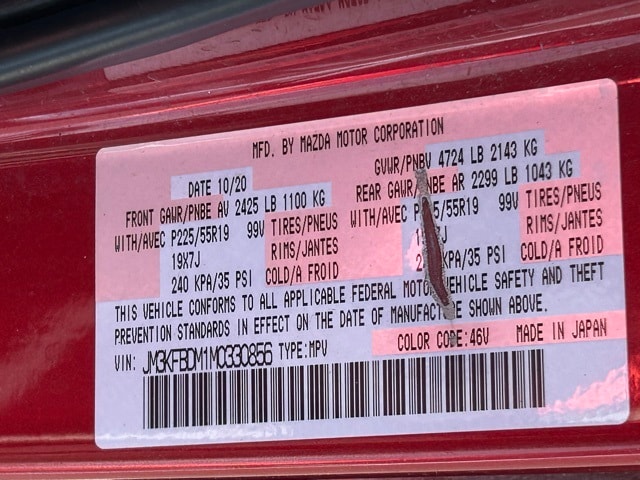 MFD. BY MAZDA MOTOR CORPORATION
DATE 10/20 GVWR/PNBV 4724 LB 2143 KG
FRONT GAWR/PNBE AV 2425 LB 1100 KG REAR GAWR/PNBE AR 2299 LB 1043 KG
WITH/AVEC P225/55R19 99V TIRES/PNEUS WITH/AVEC P225/55R19 99V TIRES/PNEUS
19X7J RIMS/JANTES RIMS/JANTES
240 KPA/35 PSI COLD/A FROID KPA/35 PSI COLD/A FROID
THIS VEHICLE CONFORMS TO ALL APPLICABLE FEDERAL MOTOR VEHICLE SAFETY AND THEFT
PREVENTION STANDARDS IN EFFECT ON THE DATE OF MANUFACTURE SHOWN ABOVE.
VIN: JM3KFBDM1M0330856 TYPE:MPV COLOR CODE:46V MADE IN JAPAN